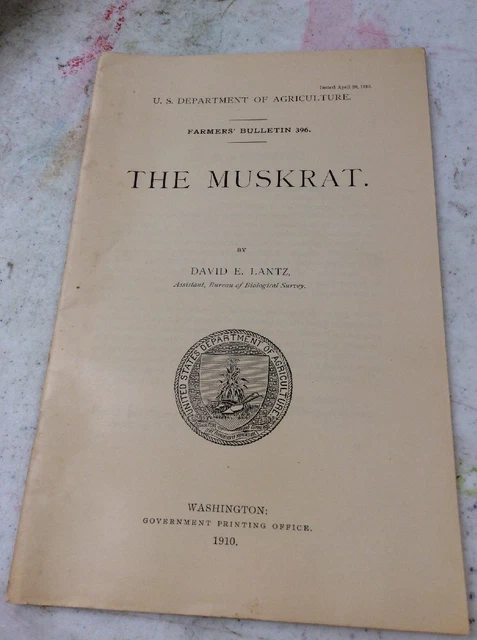 Issued April 28, 1910.
U. S. DEPARTMENT OF AGRICULTURE.
FARMERS' BULLETIN 396.
THE MUSKRAT.
BY
DAVID E. LANTZ,
Assistant, Bureau of Biological Survey.
UNITED STATES DEPARTMENT OF AGRICULTURE
WASHINGTON:
GOVERNMENT PRINTING OFFICE.
1910.